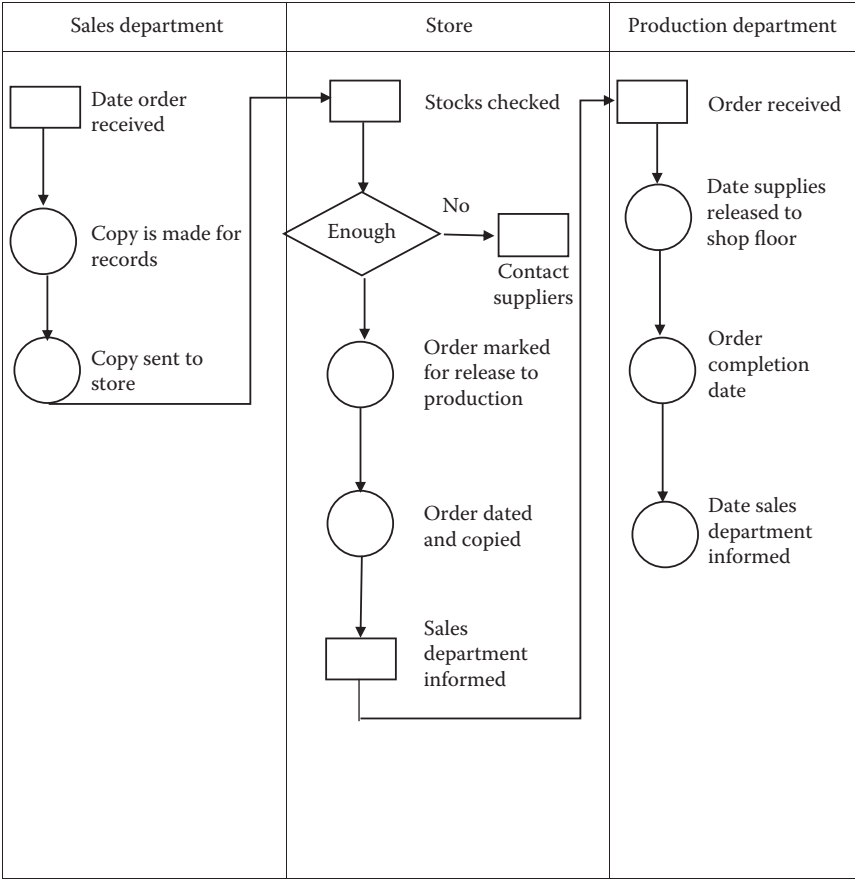 Sales department
Store
Production department
Date order
received
Copy is made for
records
Copy sent to
store
Stocks checked
Enough
No
Contact
suppliers
Order marked
for release to
production
Order dated
and copied
Sales
department
informed
Order received
Date supplies
released to
shop floor
Order
completion
date
Date sales
department
informed